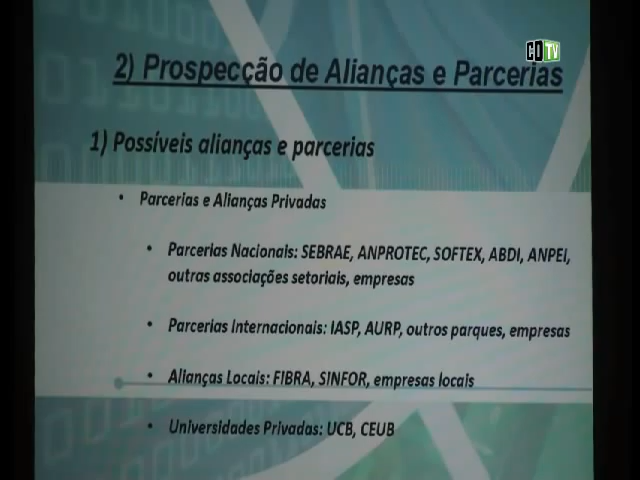 CDTV
2) Prospecção de Alianças e Parcerias
1) Possíveis alianças e parcerias
• Parcerias e Alianças Privadas
• Parcerias Nacionais: SEBRAE, ANPROTEC, SOFTEX, ABDI, ANPEI,
outras associações setoriais, empresas
• Parcerias Internacionais: IASP, AURP, outros parques, empresas
• Alianças Locais: FIBRA, SINFOR, empresas locais
• Universidades Privadas: UCB, CEUB